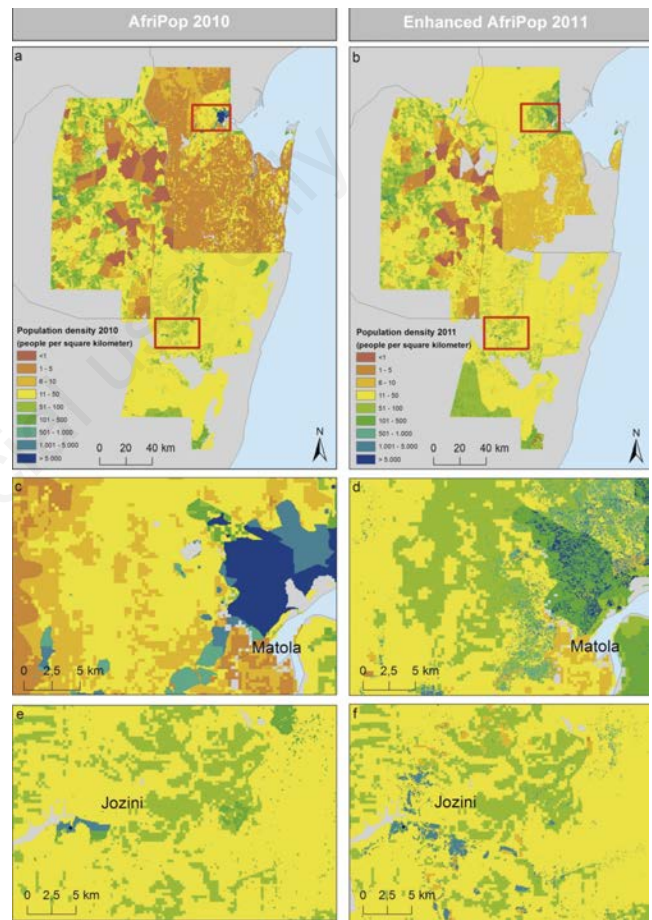 AfriPop 2010
Enhanced AfriPop 2011
a
Population density 2010
(people per square kilometer)
<1
1 - 5
6 - 10
11 - 50
51 - 100
101 - 500
501 - 1.000
1.001 - 5.000
> 5.000
0 20 40 km
N
b
Population density 2011
(people per square kilometer)
<1
1 - 5
6 - 10
11 - 50
51 - 100
101 - 500
501 - 1.000
1.001 - 5.000
> 5.000
0 20 40 km
N
c
Matola
0 2,5 5 km
d
Matola
0 2,5 5 km
e
Jozini
0 2,5 5 km
f
Jozini
0 2,5 5 km